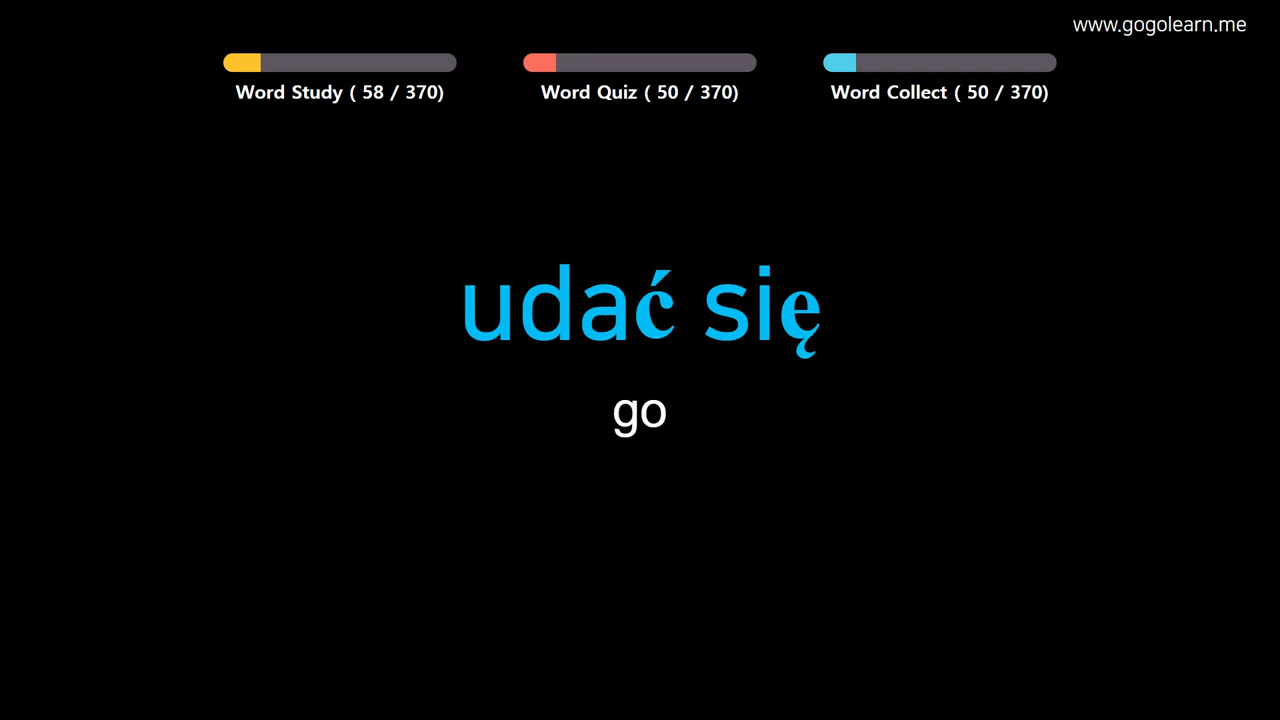 www.gogolearn.me
Word Study ( 58 / 370)
Word Quiz ( 50 / 370)
Word Collect ( 50 / 370)
udać się
go